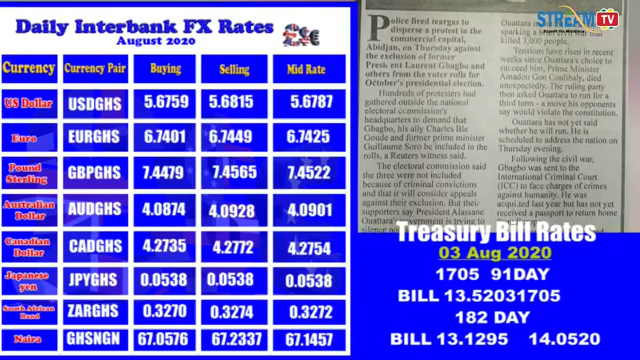 Daily Interbank FX Rates
August 2020
Currency Currency Pair Buying Selling Mid Rate
US Dollar USDGHS 5.6759 5.6815 5.6787
Euro EURGHS 6.7401 6.7449 6.7425
Pound Sterling GBPGHS 7.4479 7.4565 7.4522
Australian Dollar AUDGHS 4.0874 4.0928 4.0901
Canadian Dollar CADGHS 4.2735 4.2772 4.2754
Japanese yen JPYGHS 0.0538 0.0538 0.0538
South African Rand ZARGHS 0.3270 0.3274 0.3272
Naira GHSNGN 67.0576 67.2337 67.1457
Police fired teargas to
disperse a protest in the
commercial capital,
Abidjan, on Thursday against
the exclusion of former
President Laurent Gbagbo and
others from the voter rolls for
October's presidential election.
Hundreds of protesters had
gathered outside the national
electoral commission's
headquarters to demand that
Gbagbo, his ally Charles Ble
Goude and former prime minister
Guillaume Soro be included in the
rolls, a Reuters witness said.
The electoral commission said
the three were not included
because of criminal convictions
and that it will consider appeals
against their exclusion. But their
supporters say President Alassane
Ouattara's government is trying to
silence
Ouattara in the
sparking a civil war that
killed 3,000 people.
Tensions have risen in recent
weeks since Ouattara's choice to
succeed him, Prime Minister
Amadou Gon Coulibaly, died
unexpectedly. The ruling party
then asked Ouattara to run for a
third term - a move his opponents
say would violate the constitution.
Ouattara has not yet said
whether he will run. He is
scheduled to address the nation on
Thursday evening.
Following the civil war,
Gbagbo was sent to the
International Criminal Court
(ICC) to face charges of crimes
against humanity. He was
acquitted last year but has not yet
received a passport to return home
STREAM TV
Treasury Bill Rates
03 Aug 2020
1705 91DAY
BILL 13.52031705
182 DAY
BILL 13.1295 14.0520